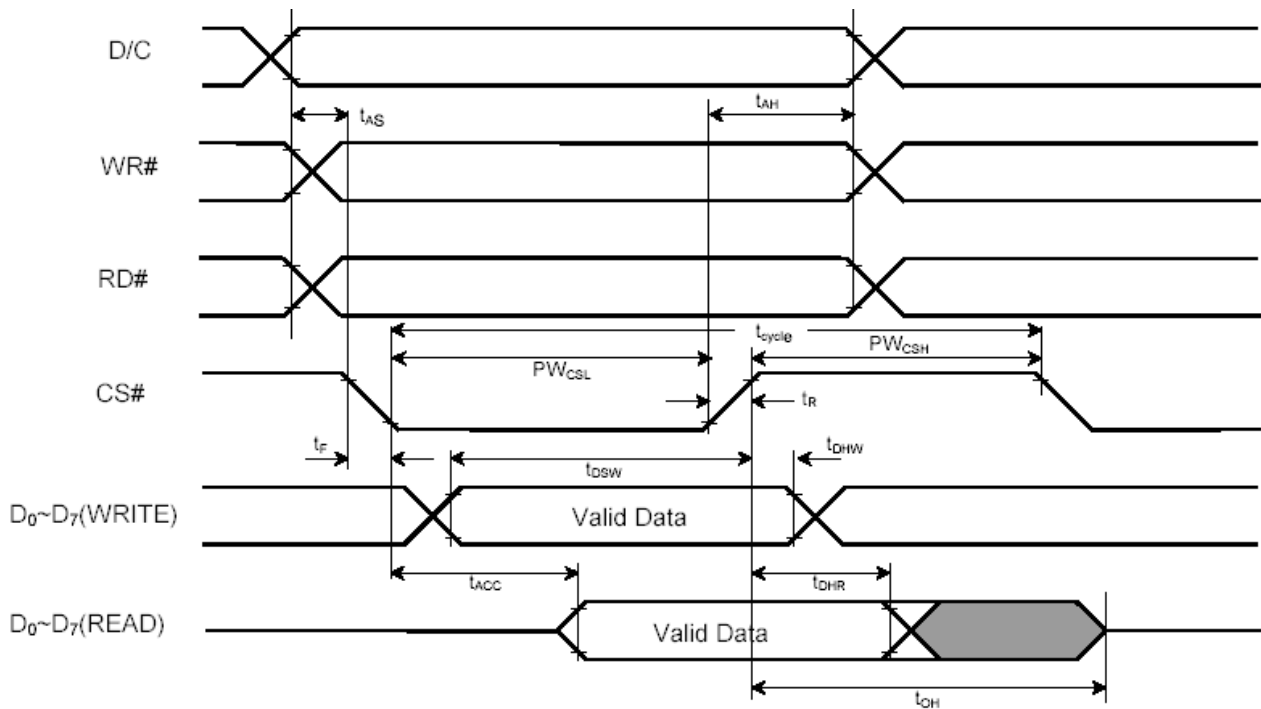 D/C
tAS
tAH
WR#
RD#
tcycle
PWCSL
PWCSH
CS#
tR
tF
tDSW
tDHW
D0~D7(WRITE)
Valid Data
tACC
tDHR
D0~D7(READ)
Valid Data
tOH